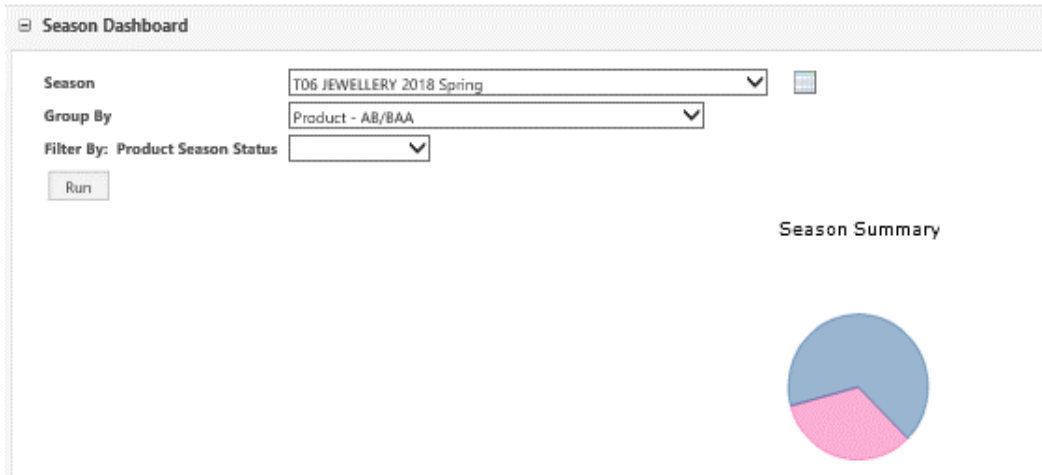 Season Dashboard
Season T06 JEWELLERY 2018 Spring
Group By Product - AB/BAA
Filter By: Product Season Status
Run
Season Summary